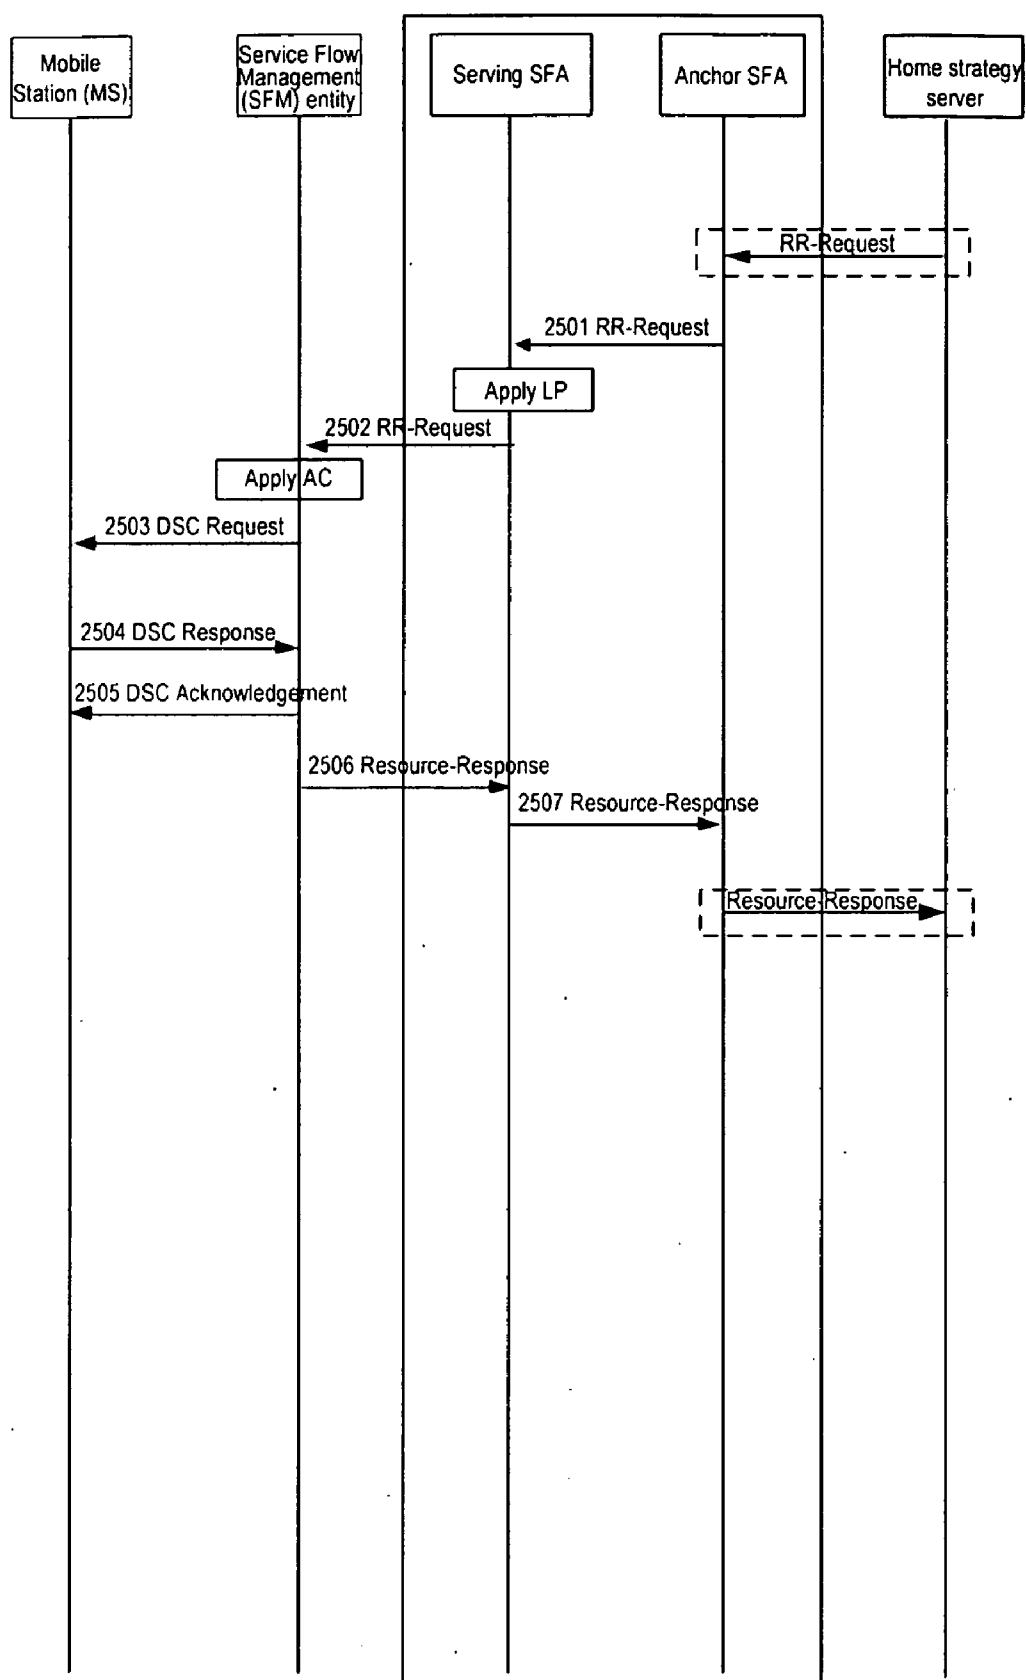 Mobile
Station (MS)
Service Flow
Management
(SFM) entity
Serving SFA
Anchor SFA
Home strategy
server
RR-Request
2501 RR-Request
Apply LP
2502 RR-Request
Apply AC
2503 DSC Request
2504 DSC Response
2505 DSC Acknowledgement
2506 Resource-Response
2507 Resource-Response
Resource-Response